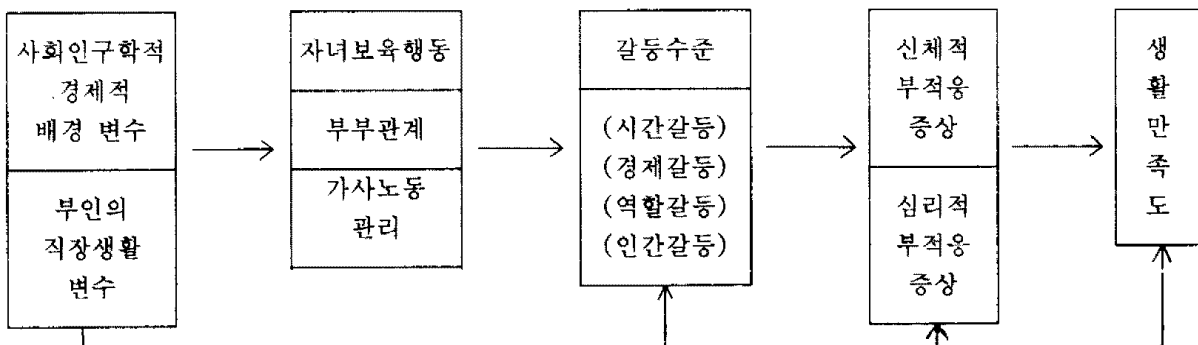 사회인구학적
경제적
배경 변수
부인의
직장생활
변수
자녀보육행동
부부관계
가사노동
관리
갈등수준
(시간갈등)
(경제갈등)
(역할갈등)
(인간갈등)
신체적
부적응
증상
심리적
부적응
증상
생
활
만
족
도